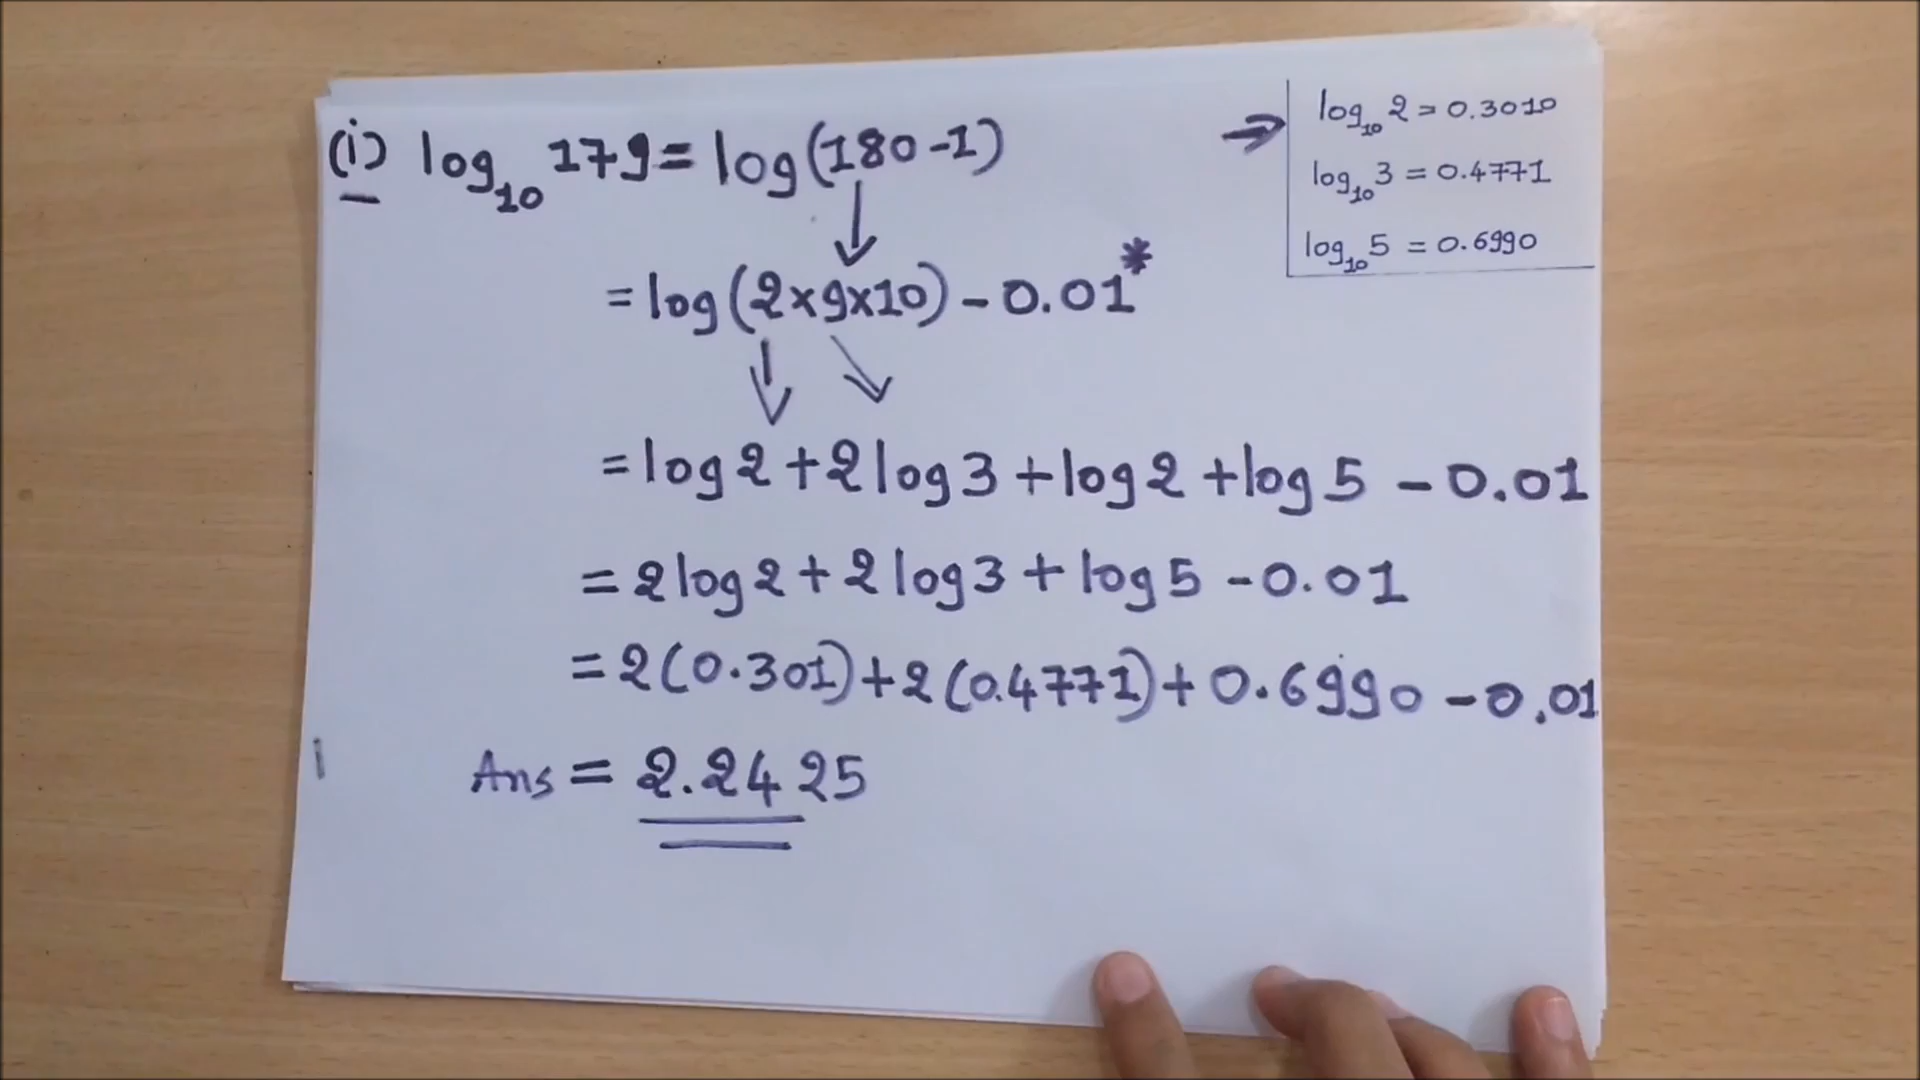 (i) log₁₀ 179 = log(180-1)
→ log₁₀ 2 = 0.3010
log₁₀ 3 = 0.4771
log₁₀ 5 = 0.6990
= log(2×9×10) - 0.01*
= log 2 + 2 log 3 + log 2 + log 5 - 0.01
= 2 log 2 + 2 log 3 + log 5 - 0.01
= 2(0.301) + 2(0.4771) + 0.6990 - 0.01
Ans = 2.2425